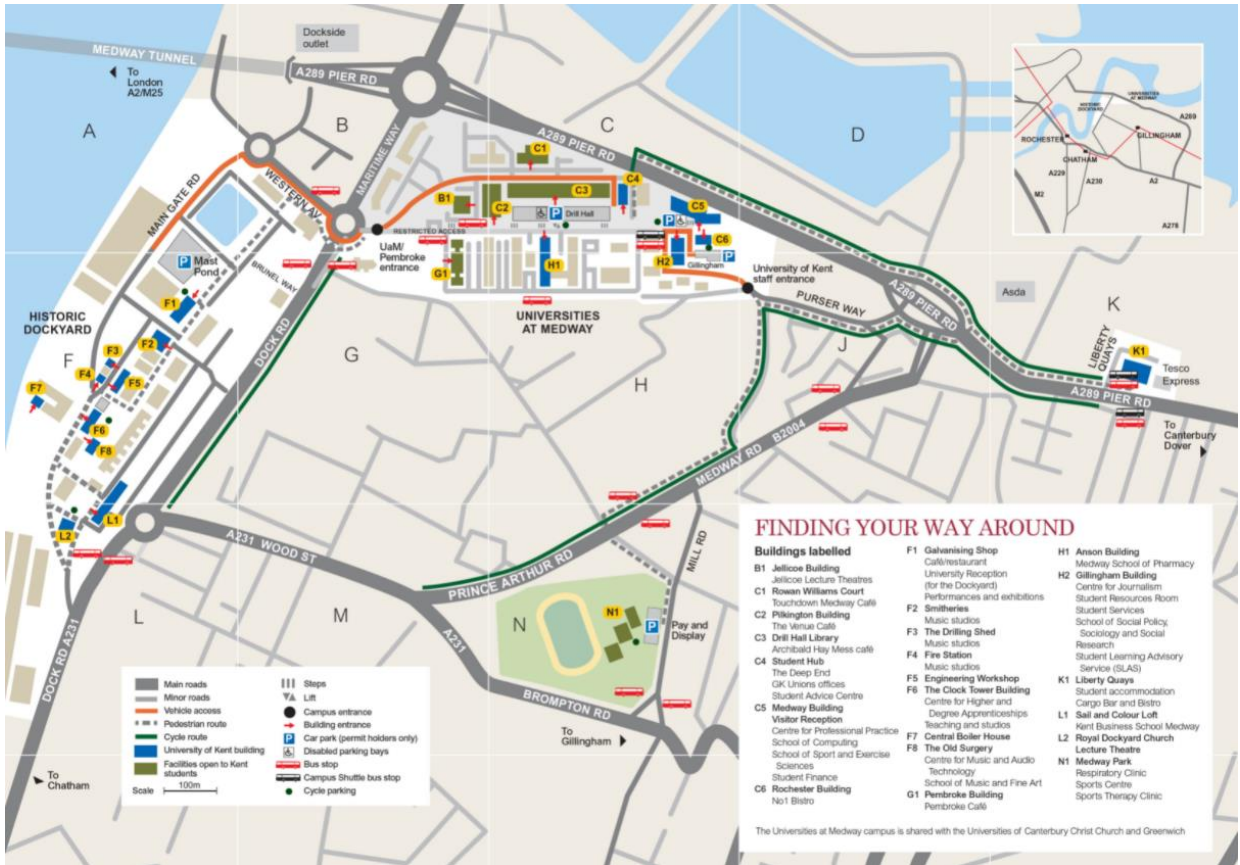 Dockside
outlet
MEDWAY TUNNEL
To
London
A2/M25
A289 PIER RD
A
B
C
D
MARITIME WAY
A289 PIER RD
UNIVERSITIES
AT MEDWAY
HISTORIC
DOCKYARD
A289
ROCHESTER
GILLINGHAM
CHATHAM
A229
A230
A2
M2
A278
C1
C3
C4
B1
C2
C5
P
Drill Hall
P
RESTRICTED ACCESS
C6
WESTERN AV
MAIN GATE RD
UaM/
Pembroke
entrance
G1
H1
H2
Gillingham
P
P
Mast
Pond
BRUNEL WAY
University of Kent
staff entrance
F1
HISTORIC
DOCKYARD
UNIVERSITIES
AT MEDWAY
PURSER WAY
A289 PIER RD
Asda
K
F
F2
F3
F4
F5
F7
F6
F8
DOCK RD
G
H
J
LIBERTY
QUAYS
K1
Tesco
Express
A289 PIER RD
To
Canterbury
Dover
MEDWAY RD
B2004
L1
L2
A231 WOOD ST
PRINCE ARTHUR RD
MILL RD
L
M
N
N1
P
Pay and
Display
A231
BROMPTON RD
DOCK RD A231
To
Gillingham
To
Chatham
Main roads
Minor roads
Vehicle access
Pedestrian route
Cycle route
University of Kent building
Facilities open to Kent
students
Scale
100m
Steps
Lift
Campus entrance
Building entrance
P
Car park (permit holders only)
Disabled parking bays
Bus stop
Campus Shuttle bus stop
Cycle parking
FINDING YOUR WAY AROUND
Buildings labelled
B1 Jellicoe Building
Jellicoe Lecture Theatres
C1 Rowan Williams Court
Touchdown Medway Café
C2 Pilkington Building
The Venue Café
C3 Drill Hall Library
Archibald Hay Mess café
C4 Student Hub
The Deep End
GK Unions offices
Student Advice Centre
C5 Medway Building
Visitor Reception
Centre for Professional Practice
School of Computing
School of Sport and Exercise
Sciences
Student Finance
C6 Rochester Building
No1 Bistro
F1 Galvanising Shop
Café/restaurant
University Reception
(for the Dockyard)
Performances and exhibitions
F2 Smitheries
Music studios
F3 The Drilling Shed
Music studios
F4 Fire Station
Music studios
F5 Engineering Workshop
F6 The Clock Tower Building
Centre for Higher and
Degree Apprenticeships
Teaching and studios
F7 Central Boiler House
F8 The Old Surgery
Centre for Music and Audio
Technology
School of Music and Fine Art
G1 Pembroke Building
Pembroke Café
H1 Anson Building
Medway School of Pharmacy
H2 Gillingham Building
Centre for Journalism
Student Resources Room
Student Services
School of Social Policy,
Sociology and Social
Research
Student Learning Advisory
Service (SLAS)
K1 Liberty Quays
Student accommodation
Cargo Bar and Bistro
L1 Sail and Colour Loft
Kent Business School Medway
L2 Royal Dockyard Church
Lecture Theatre
N1 Medway Park
Respiratory Clinic
Sports Centre
Sports Therapy Clinic
The Universities at Medway campus is shared with the Universities of Canterbury Christ Church and Greenwich